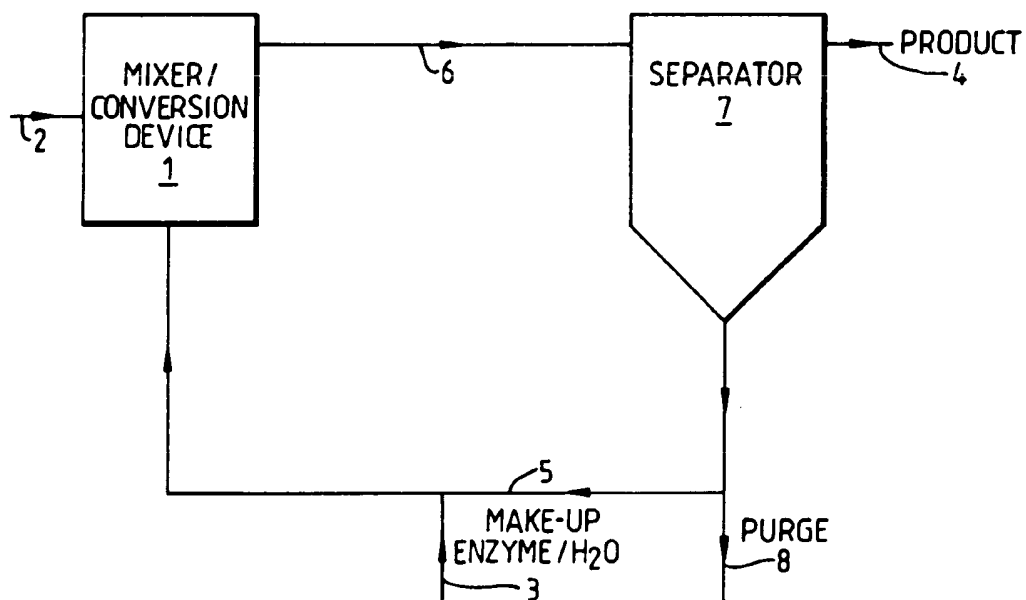 MIXER/
CONVERSION
DEVICE
1
2
6
SEPARATOR
7
PRODUCT
4
5
MAKE-UP
ENZYME/H2O
3
PURGE
8